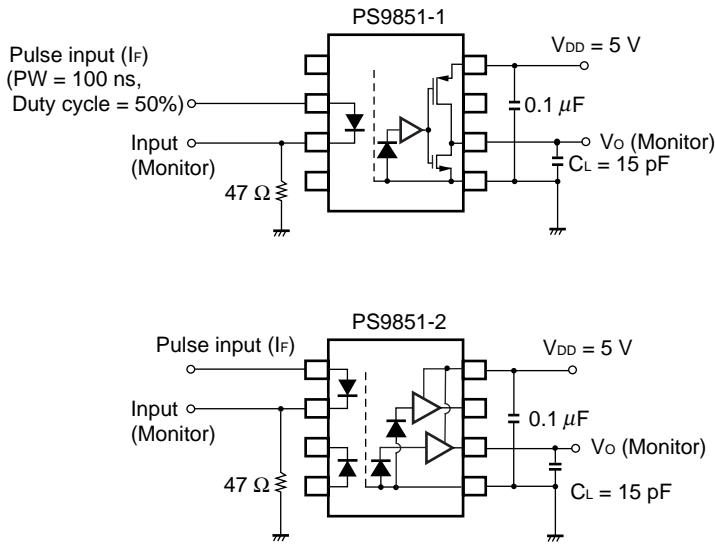 PS9851-1
Pulse input (IF)
(PW = 100 ns,
Duty cycle = 50%)
VDD = 5 V
0.1 μF
Input
(Monitor)
VO (Monitor)
CL = 15 pF
47 Ω
PS9851-2
Pulse input (IF)
VDD = 5 V
Input
(Monitor)
0.1 μF
VO (Monitor)
47 Ω
CL = 15 pF